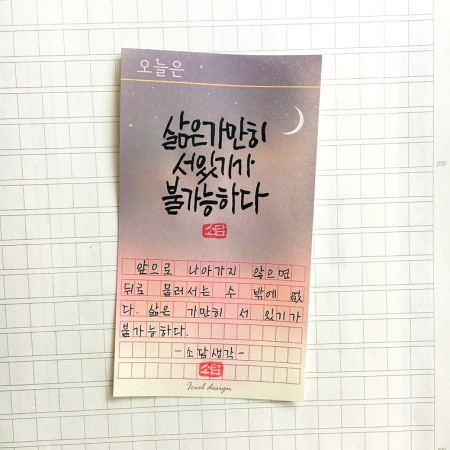 오늘은
삶은가만히
서있기가
불가능하다
소담
앞으로 나아가지 않으면
뒤로 물러서는 수 밖에 없
다. 삶은 가만히 서 있기가
불가능하다.
-소담생각-
소담
Iciel design
200